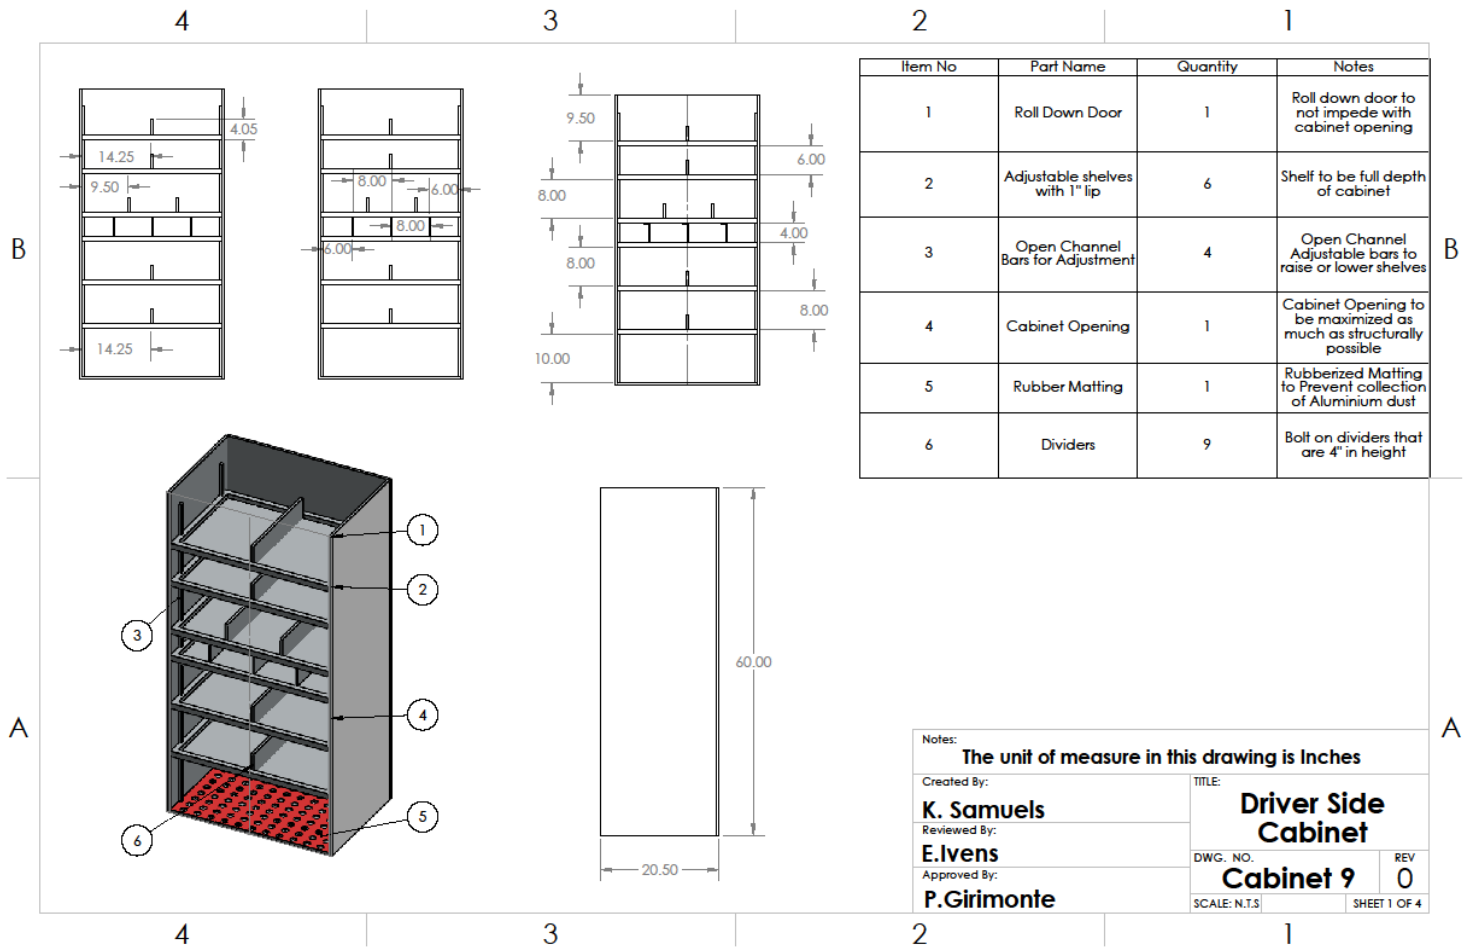 4 3 2 1
B
B
A
A
4.05
14.25
9.50
14.25
8.00
6.00
8.00
6.00
9.50
6.00
8.00
4.00
8.00
8.00
10.00
Item No Part Name Quantity Notes
1 Roll Down Door 1 Roll down door to
not impede with
cabinet opening
2 Adjustable shelves
with 1" lip 6 Shelf to be full depth
of cabinet
3 Open Channel
Bars for Adjustment 4 Open Channel
Adjustable bars to
raise or lower shelves
4 Cabinet Opening 1 Cabinet Opening to
be maximized as
much as structurally
possible
5 Rubber Matting 1 Rubberized Matting
to Prevent collection
of Aluminium dust
6 Dividers 9 Bolt on dividers that
are 4" in height
1
2
3
4
5
6
60.00
20.50
Notes:
The unit of measure in this drawing is Inches
Created By:
K. Samuels
Reviewed By:
E.Ivens
Approved By:
P.Girimonte
TITLE:
Driver Side
Cabinet
DWG. NO.
Cabinet 9
REV
0
SCALE: N.T.S
SHEET 1 OF 4
4 3 2 1